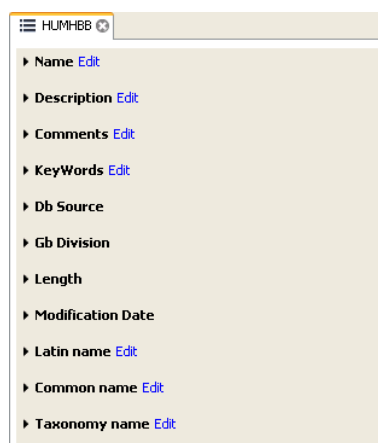 HUMHBB
Name Edit
Description Edit
Comments Edit
KeyWords Edit
Db Source
Gb Division
Length
Modification Date
Latin name Edit
Common name Edit
Taxonomy name Edit